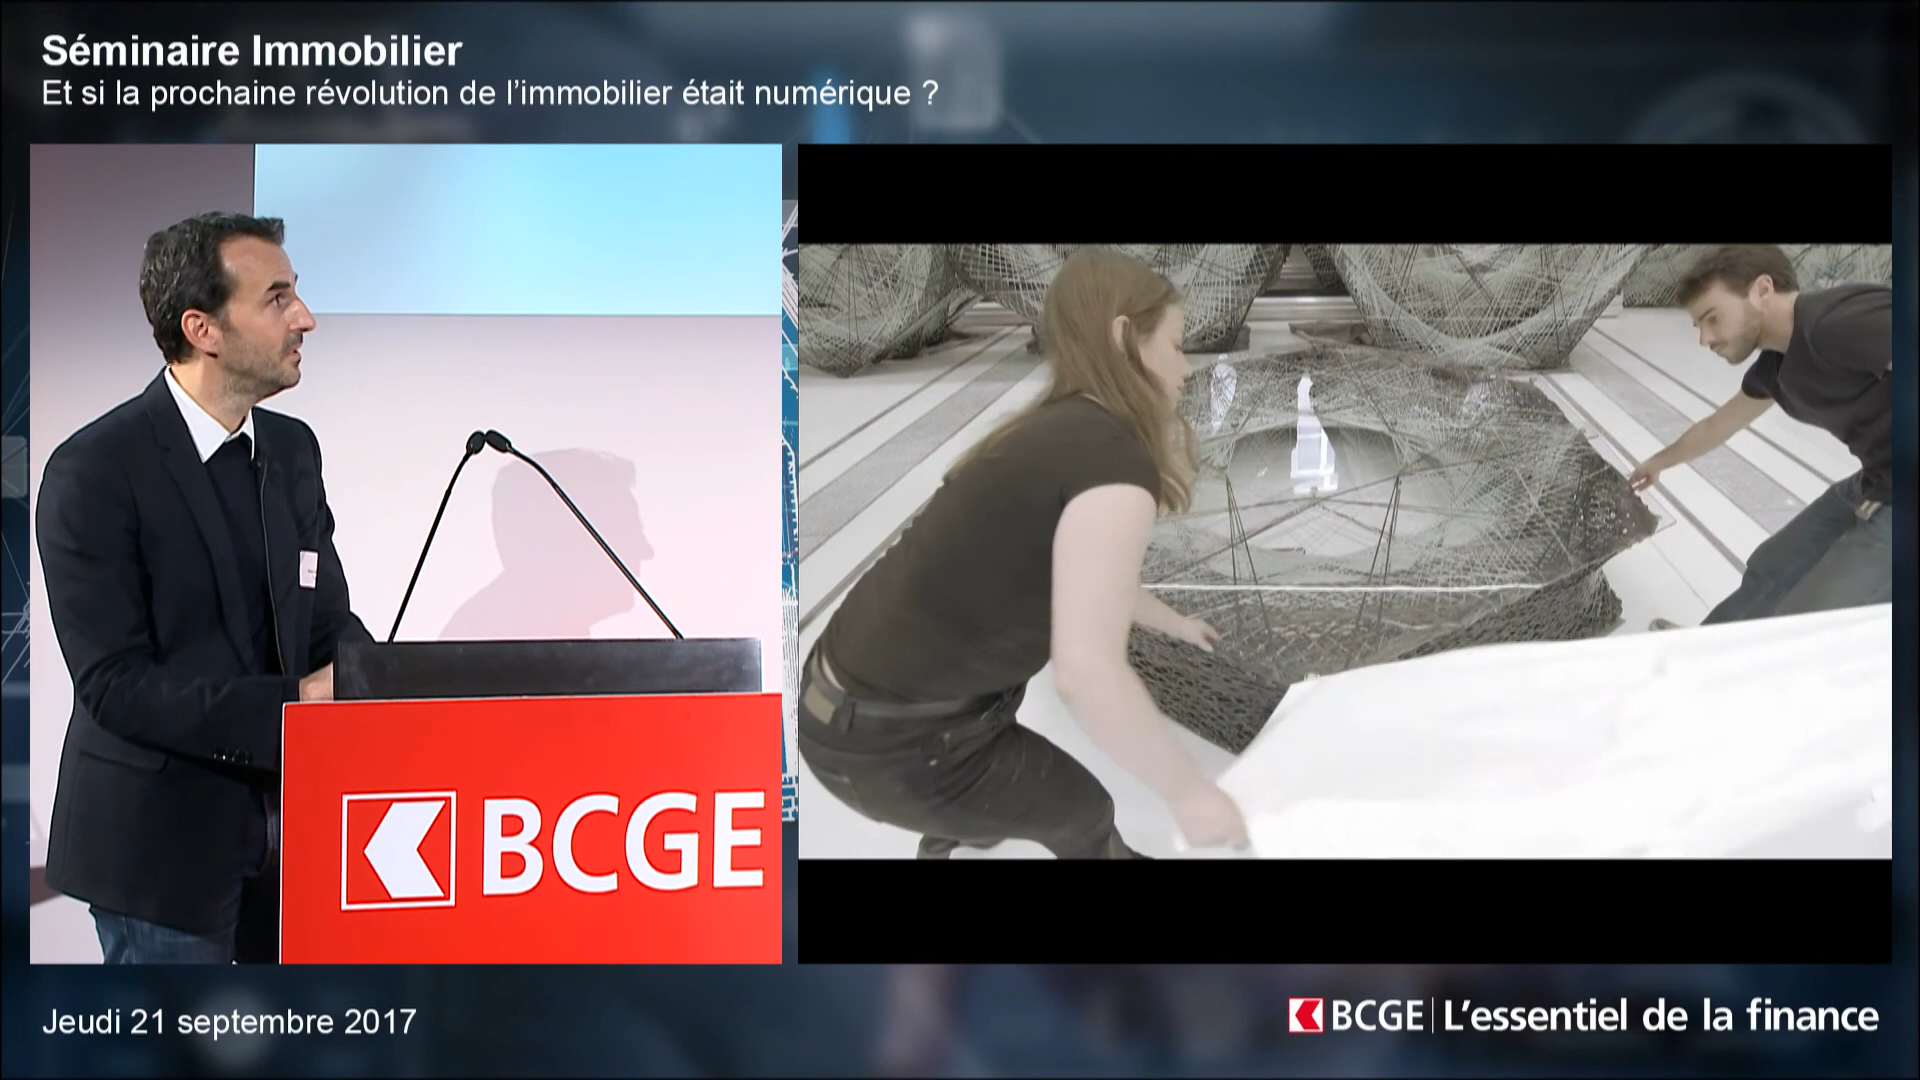 Séminaire Immobilier
Et si la prochaine révolution de l’immobilier était numérique ?
BCGE
Jeudi 21 septembre 2017
BCGE | L’essentiel de la finance